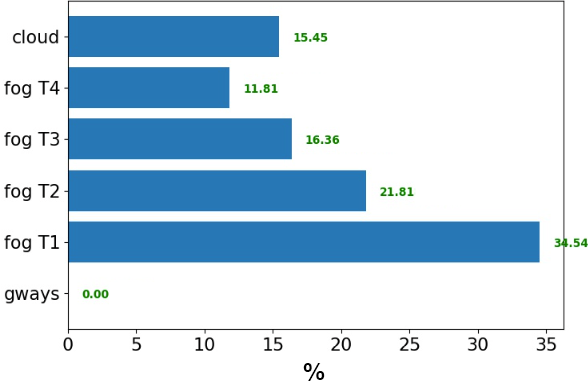 cloud 15.45
fog T4 11.81
fog T3 16.36
fog T2 21.81
fog T1 34.54
gways 0.00
0 5 10 15 20 25 30 35
%